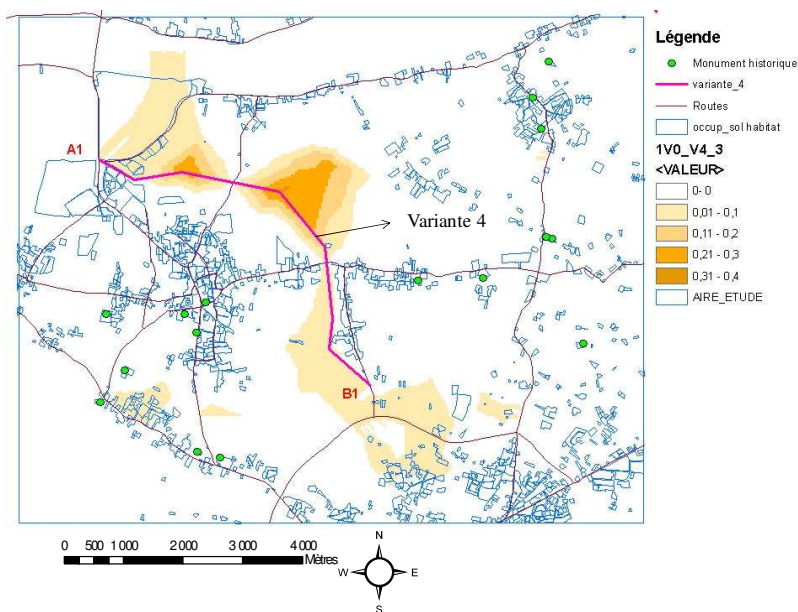 Légende
Monument historique
variante_4
Routes
occup_sol habitat
1V0_V4_3
<VALEUR>
0- 0
0,01 - 0,1
0,11 - 0,2
0,21 - 0,3
0,31 - 0,4
AIRE_ETUDE
A1
Variante 4
B1
0 500 1 000 2 000 3 000 4 000
Mètres
N
W E
S